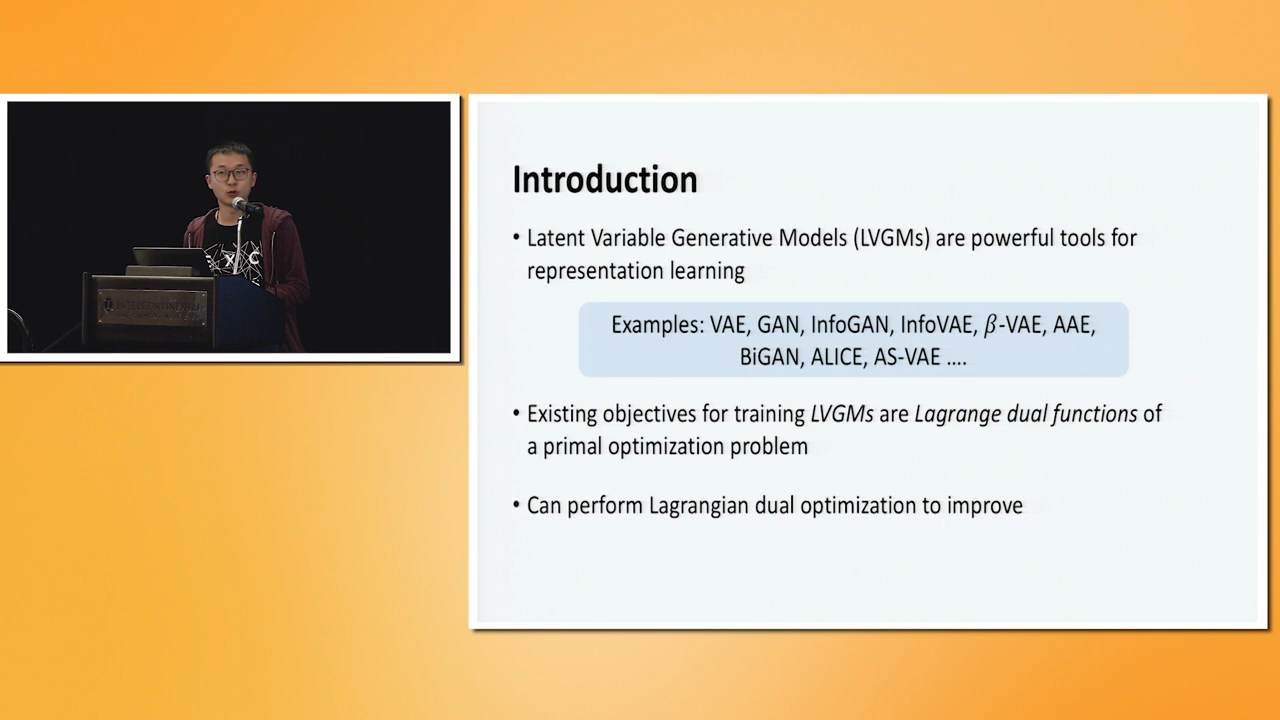 INTERCONTINENTAL
Introduction
• Latent Variable Generative Models (LVGMs) are powerful tools for
representation learning
Examples: VAE, GAN, InfoGAN, InfoVAE, β-VAE, AAE,
BiGAN, ALICE, AS-VAE ....
• Existing objectives for training LVGMs are Lagrange dual functions of
a primal optimization problem
• Can perform Lagrangian dual optimization to improve